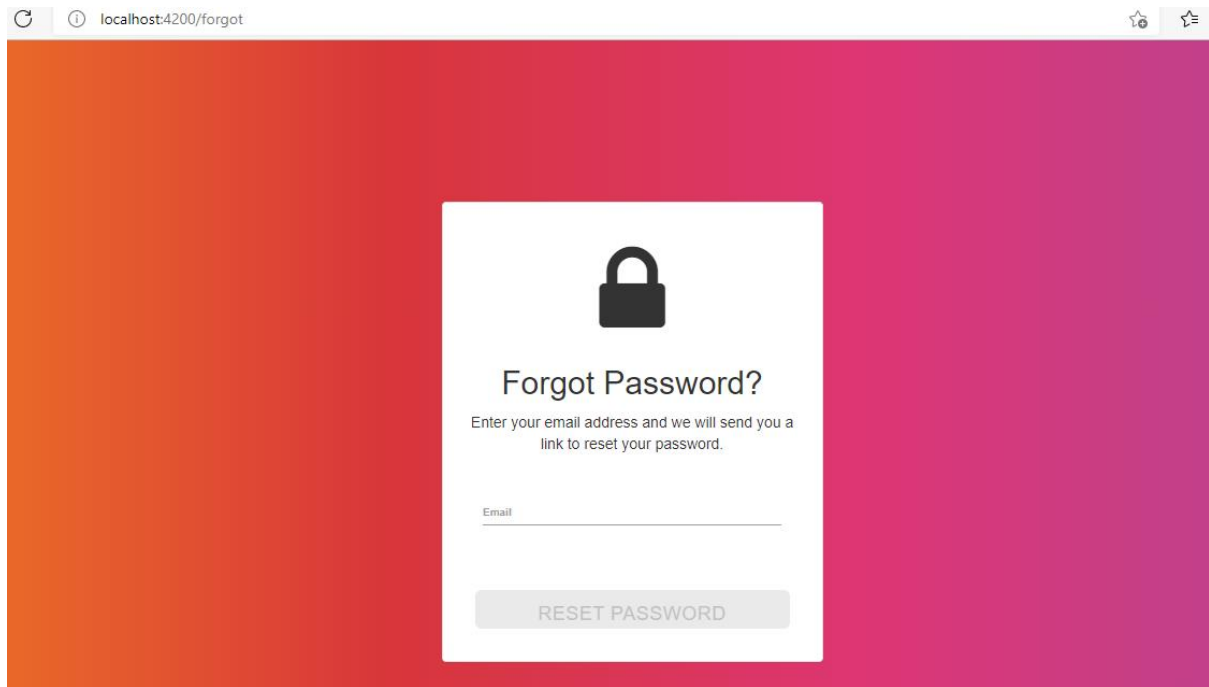 localhost:4200/forgot
Forgot Password?
Enter your email address and we will send you a
link to reset your password.
Email
RESET PASSWORD